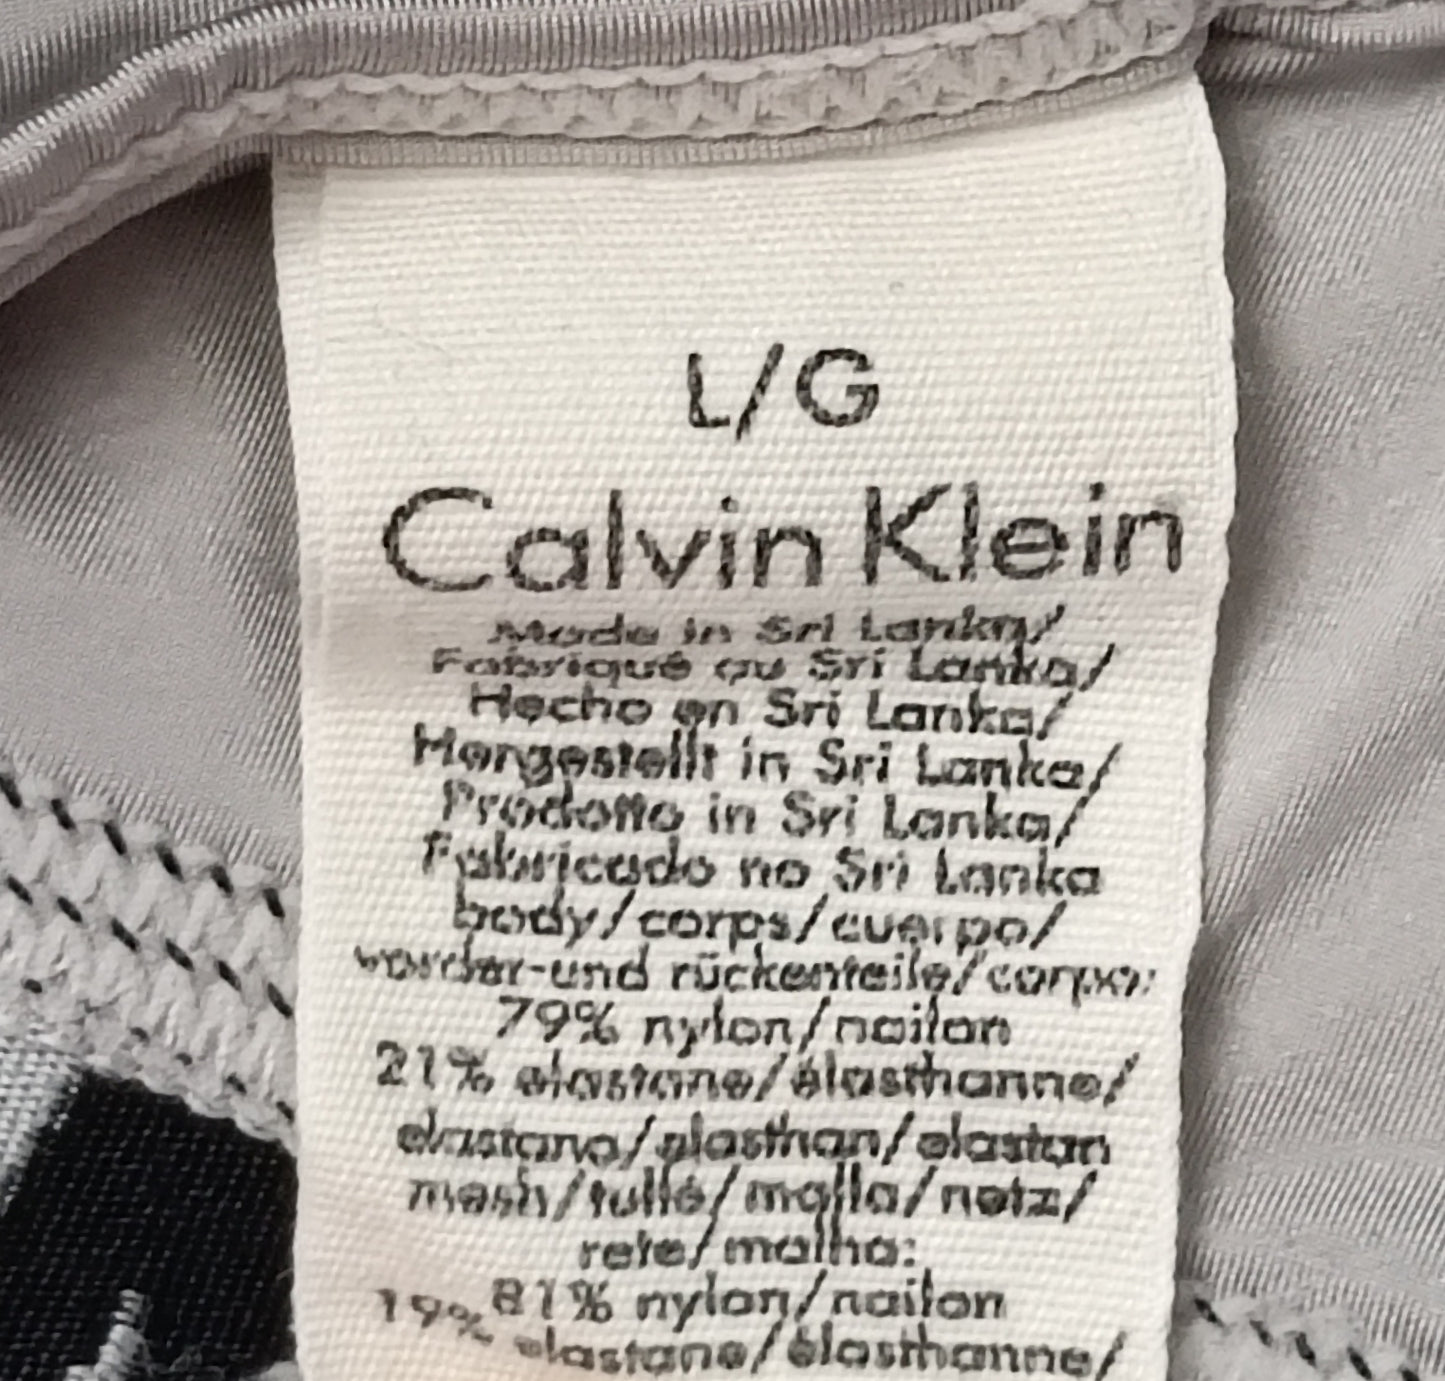 L/G
Calvin Klein
Made in Sri Lanka/
Fabriqué au Sri Lanka/
Hecho en Sri Lanka/
Hergestellt in Sri Lanka/
Prodotto in Sri Lanka/
Fabricado no Sri Lanka
body/corps/cuerpo/
vorder-und rückenteile/corpo:
79% nylon/nailon
21% elastane/élasthanne/
elastano/elasthan/elastan
mesh/tulle/malla/netz/
rete/malha:
81% nylon/nailon
19% elastane/élasthanne/